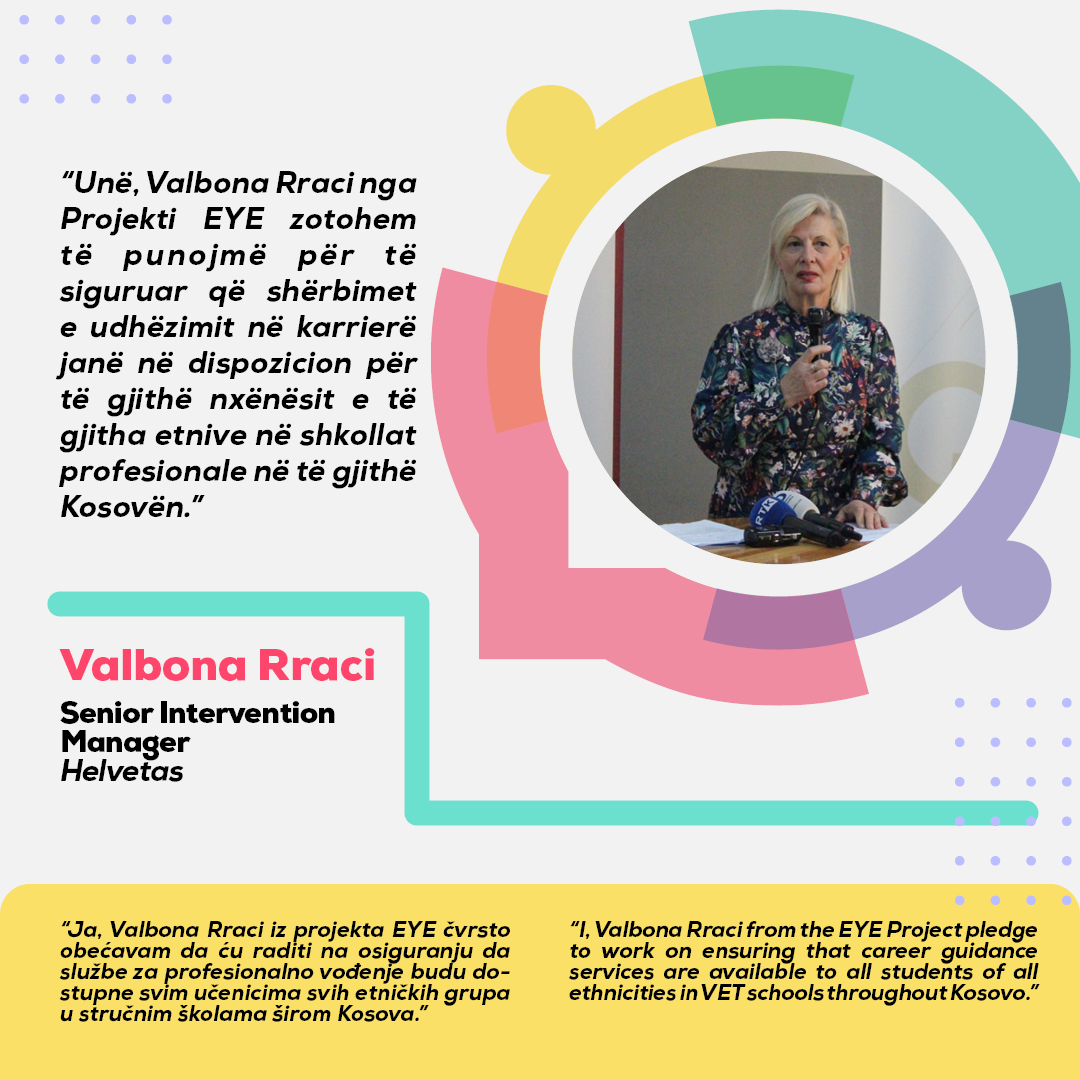 “Unë, Valbona Rraci nga
Projekti EYE zotohem
të punojmë për të
siguruar që shërbimet
e udhëzimit në karrierë
janë në dispozicion për
të gjithë nxënësit e të
gjitha etnive në shkollat
profesionale në të gjithë
Kosovën.”
RTK
Valbona Rraci
Senior Intervention
Manager
Helvetas
“Ja, Valbona Rraci iz projekta EYE čvrsto
obećavam da ću raditi na osiguranju da
službe za profesionalno vođenje budu do-
stupne svim učenicima svih etničkih grupa
u stručnim školama širom Kosova.”
“I, Valbona Rraci from the EYE Project pledge
to work on ensuring that career guidance
services are available to all students of all
ethnicities in VET schools throughout Kosovo.”